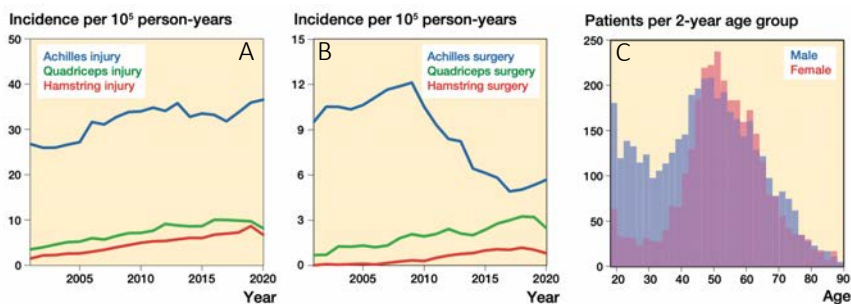 Incidence per 10⁵ person-years
50
40
30
20
10
0
A
Achilles injury
Quadriceps injury
Hamstring injury
2005 2010 2015 2020
Year
Incidence per 10⁵ person-years
15
12
9
6
3
0
B
Achilles surgery
Quadriceps surgery
Hamstring surgery
2005 2010 2015 2020
Year
Patients per 2-year age group
250
200
150
100
50
0
C
Male
Female
20 30 40 50 60 70 80 90
Age